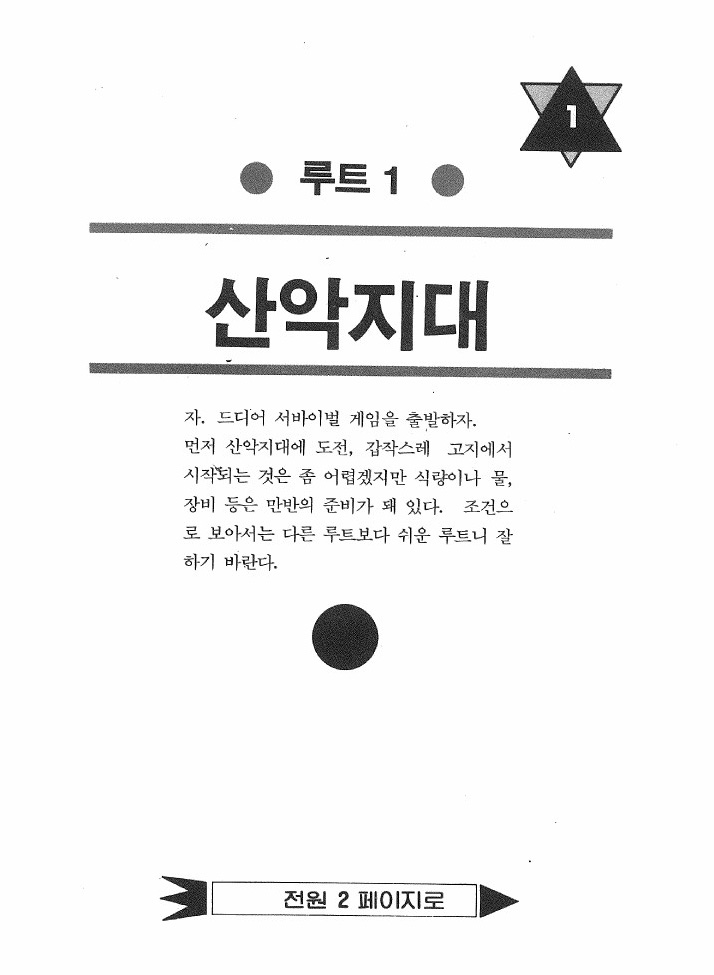 1
루트 1
산악지대
자. 드디어 서바이벌 게임을 출발하자.
먼저 산악지대에 도전, 갑작스레 고지에서
시작되는 것은 좀 어렵겠지만 식량이나 물,
장비 등은 만반의 준비가 돼 있다. 조건으
로 보아서는 다른 루트보다 쉬운 루트니 잘
하기 바란다.
전원 2 페이지로